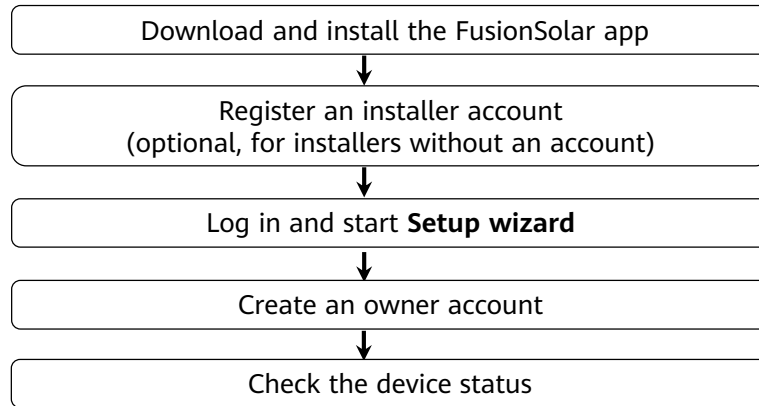 Download and install the FusionSolar app
Register an installer account
(optional, for installers without an account)
Log in and start Setup wizard
Create an owner account
Check the device status